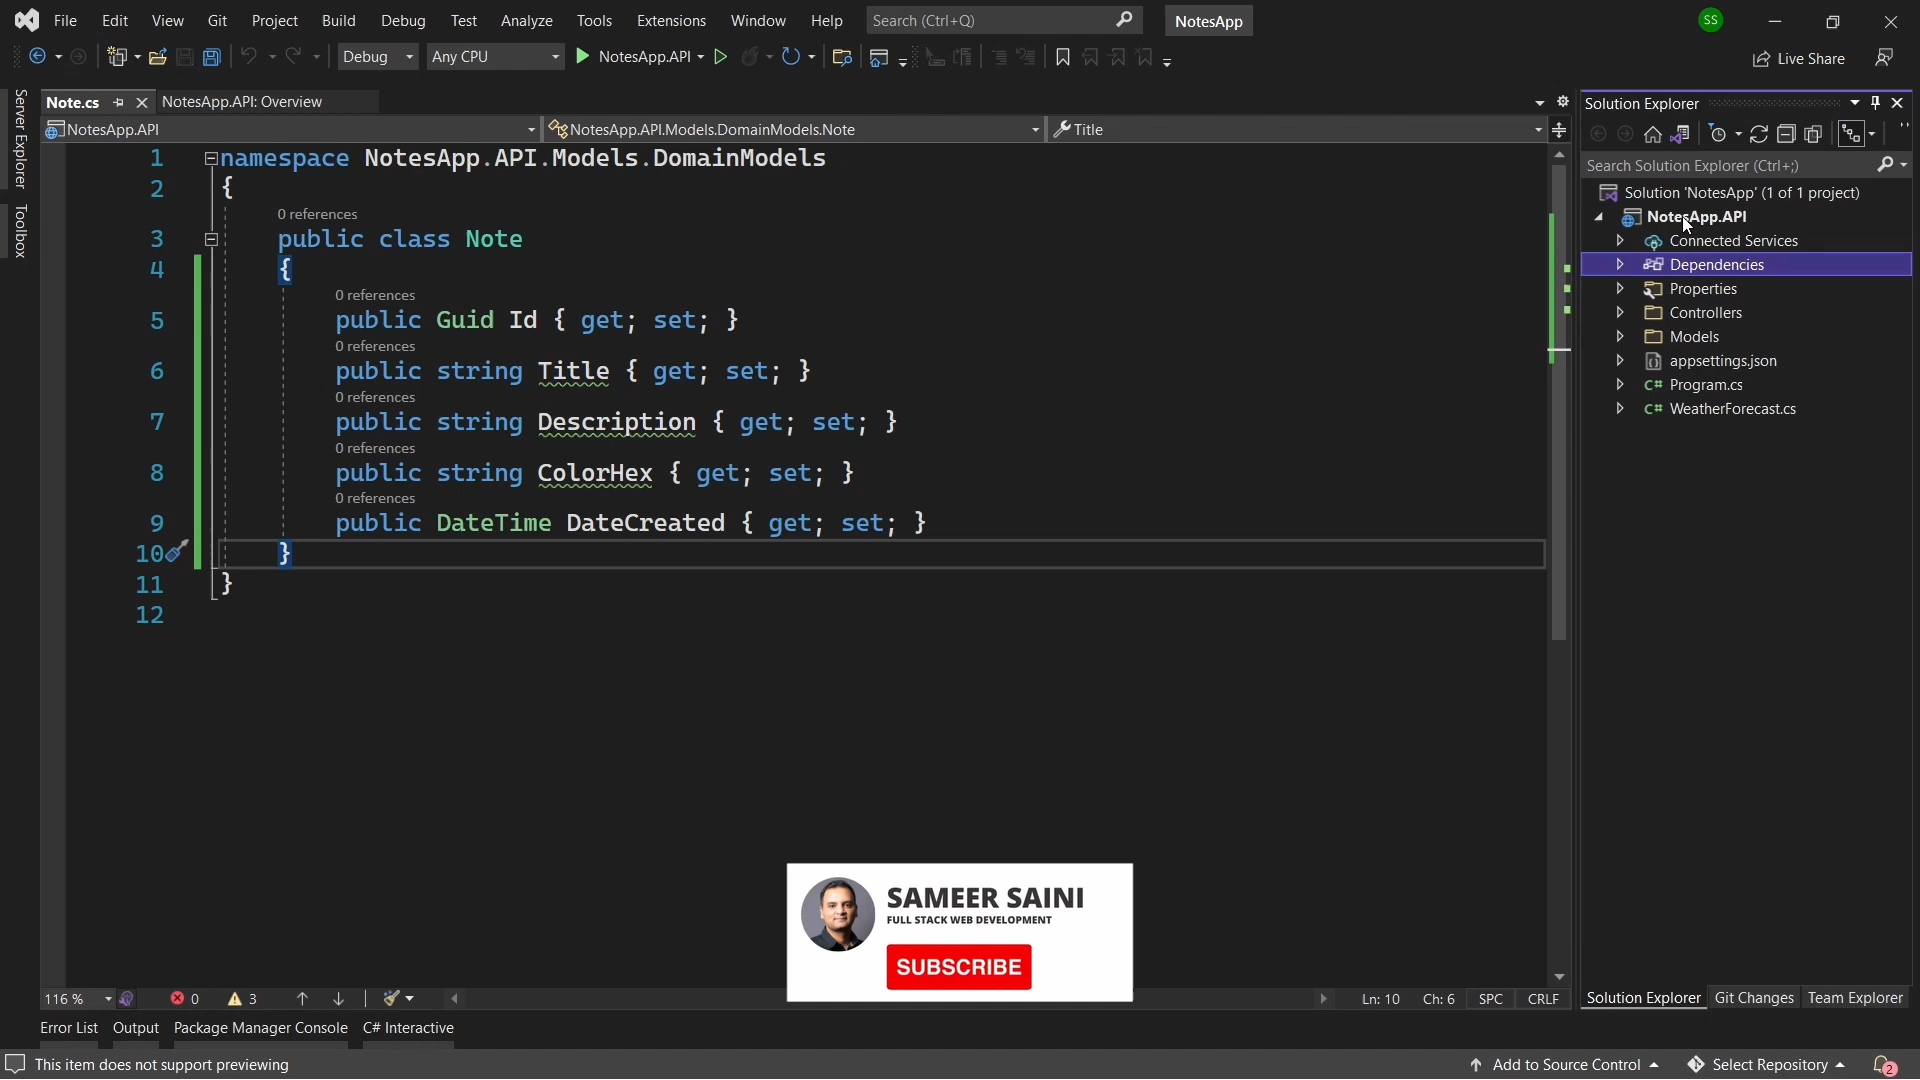 File Edit View Git Project Build Debug Test Analyze Tools Extensions Window Help Search (Ctrl+Q) NotesApp SS
Debug Any CPU NotesApp.API Live Share
Server Explorer
Toolbox
Note.cs NotesApp.API: Overview
NotesApp.API NotesApp.API.Models.DomainModels.Note Title
1 namespace NotesApp.API.Models.DomainModels
2 {
0 references
3 public class Note
4 {
0 references
5 public Guid Id { get; set; }
0 references
6 public string Title { get; set; }
0 references
7 public string Description { get; set; }
0 references
8 public string ColorHex { get; set; }
0 references
9 public DateTime DateCreated { get; set; }
10 }
11 }
12
Solution Explorer
Search Solution Explorer (Ctrl+;)
Solution 'NotesApp' (1 of 1 project)
NotesApp.API
Connected Services
Dependencies
Properties
Controllers
Models
appsettings.json
C# Program.cs
C# WeatherForecast.cs
SAMEER SAINI
FULL STACK WEB DEVELOPMENT
SUBSCRIBE
116 % 0 3 Ln: 10 Ch: 6 SPC CRLF
Solution Explorer Git Changes Team Explorer
Error List Output Package Manager Console C# Interactive
This item does not support previewing Add to Source Control Select Repository 2